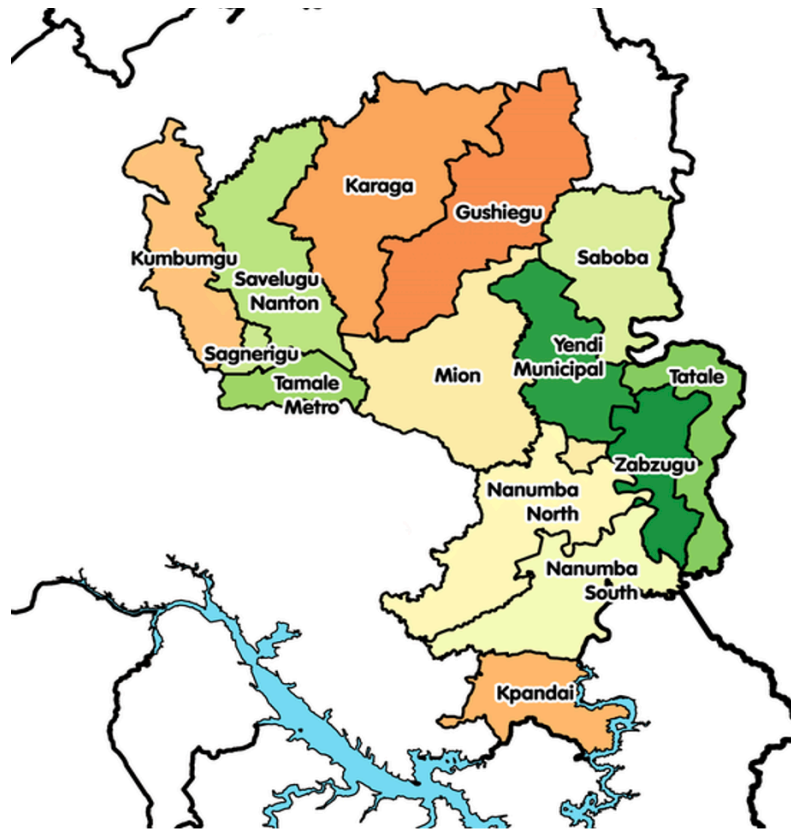 Karaga
Gushiegu
Kumbumgu
Saboba
Savelugu
Nanton
Sagnerigu
Yendi
Municipal
Mion
Tatale
Tamale
Metro
Zabzugu
Nanumba
North
Nanumba
South
Kpandai